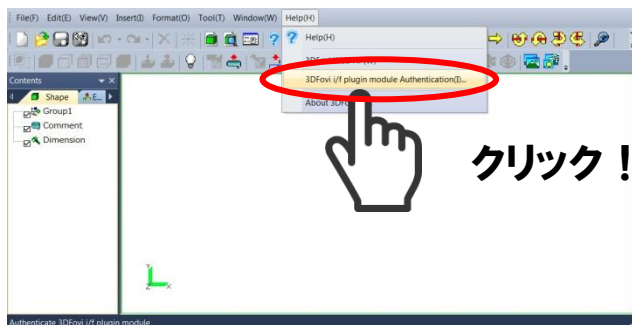 File(F) Edit(E) View(V) Insert(I) Format(O) Tool(T) Window(W) Help(H)
Help(H)
3DFovi i/f plugin module Authentication(I)...
About 3DFovi
Contents
Shape
Group1
Comment
Dimension
クリック！
Authenticate 3DFovi i/f plugin module